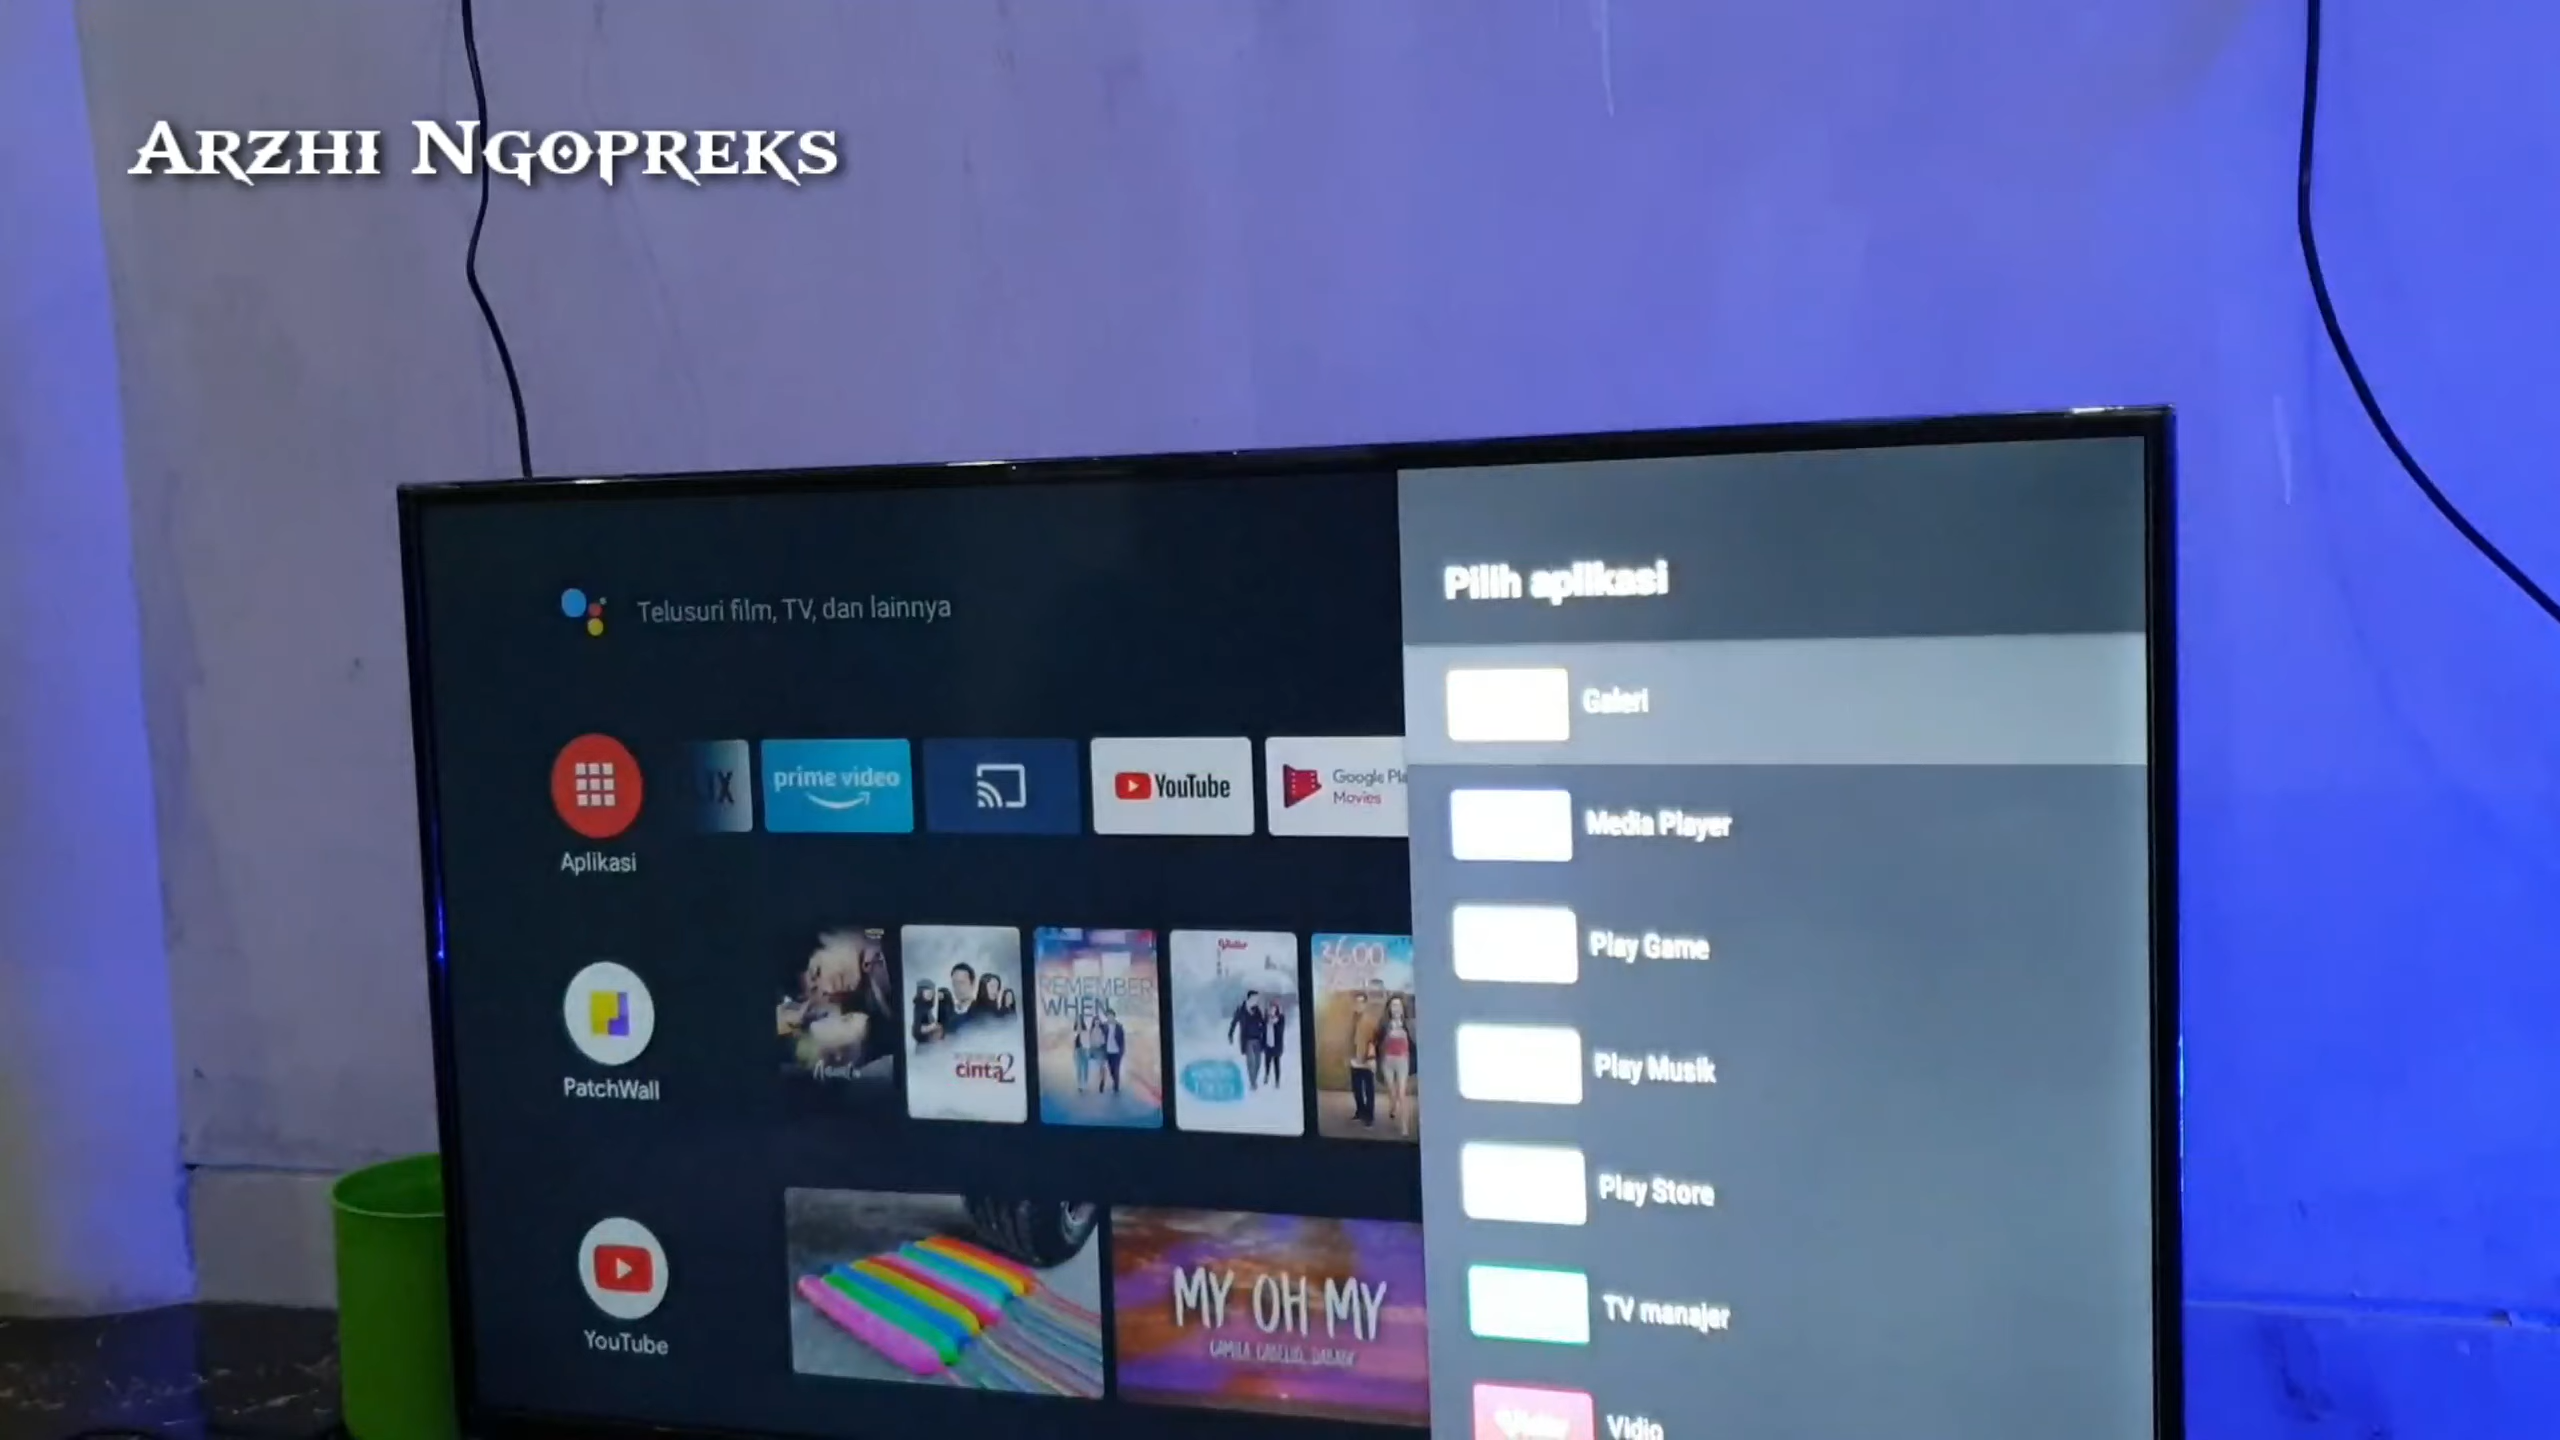 Arzhi Ngopreks
Telusuri film, TV, dan lainnya
Pilih aplikasi
Galeri
prime video
YouTube
Google Pla
Movies
Media Player
Aplikasi
Play Game
REMEMBER
WHEN
cinta2
Play Musik
PatchWall
Play Store
MY OH MY
TV manajer
YouTube
Vidio